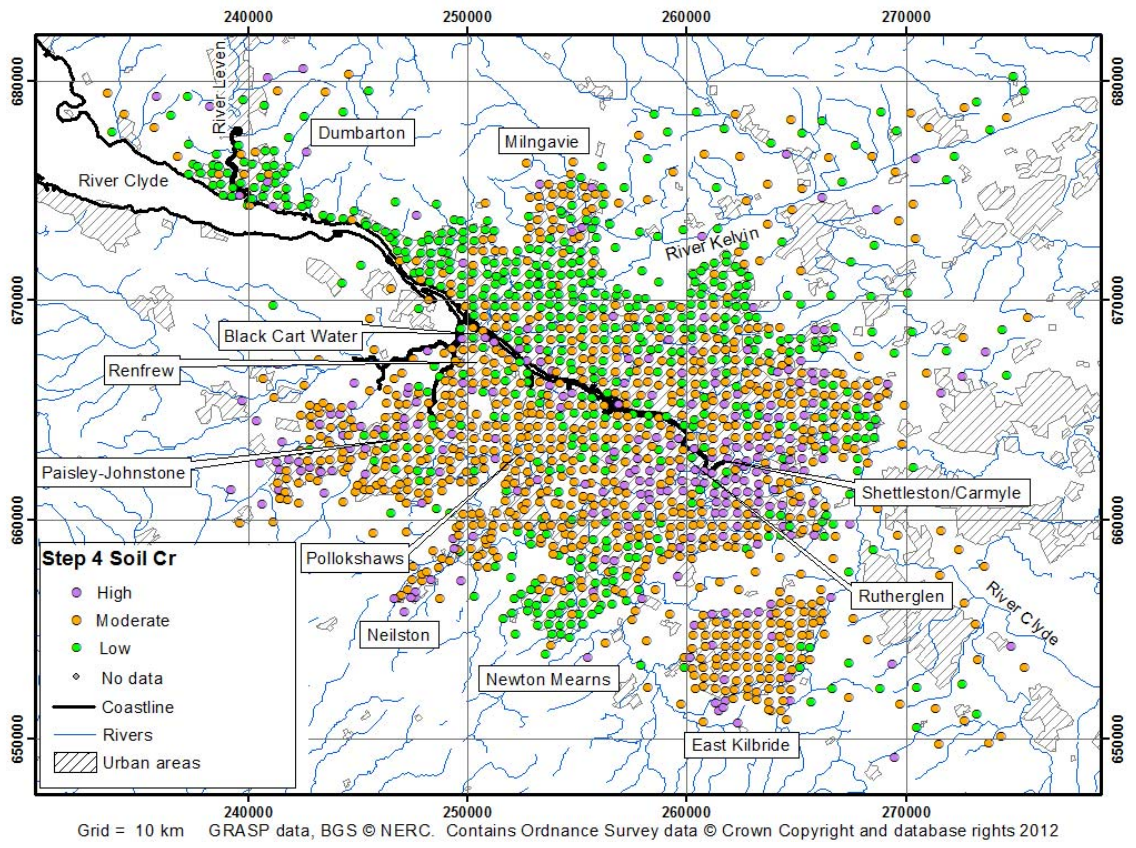 240000
250000
260000
270000
680000
680000
River Leven
Dumbarton
Milngavie
River Clyde
River Kelvin
670000
670000
Black Cart Water
Renfrew
Paisley-Johnstone
Shettleston/Carmyle
660000
660000
Pollokshaws
Rutherglen
River Clyde
Neilston
Newton Mearns
East Kilbride
650000
650000
Step 4 Soil Cr
High
Moderate
Low
No data
Coastline
Rivers
Urban areas
240000
250000
260000
270000
Grid = 10 km GRASP data, BGS © NERC. Contains Ordnance Survey data © Crown Copyright and database rights 2012